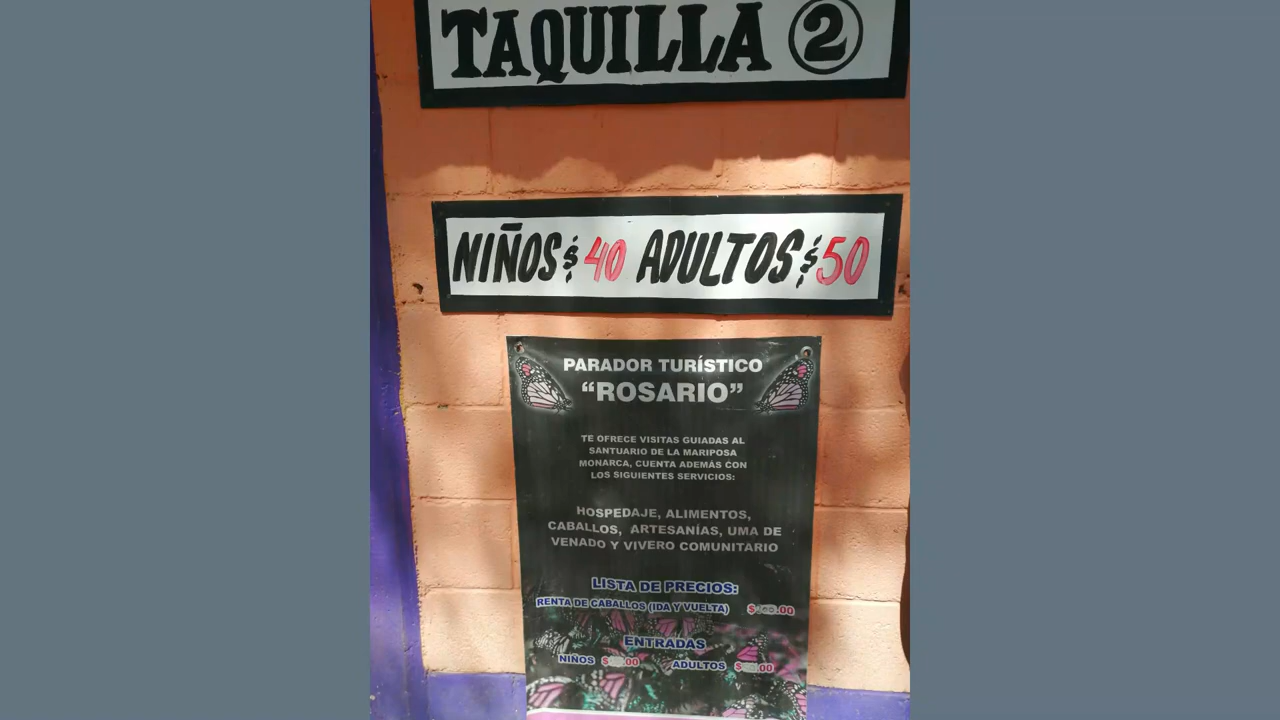 TAQUILLA 2
NIÑOS $ 40 ADULTOS $ 50
PARADOR TURÍSTICO
“ROSARIO”
TE OFRECE VISITAS GUIADAS AL
SANTUARIO DE LA MARIPOSA
MONARCA, CUENTA ADEMÁS CON
LOS SIGUIENTES SERVICIOS:
HOSPEDAJE, ALIMENTOS,
CABALLOS, ARTESANÍAS, UMA DE
VENADO Y VIVERO COMUNITARIO
LISTA DE PRECIOS:
RENTA DE CABALLOS (IDA Y VUELTA)
ENTRADAS
NIÑOS ADULTOS